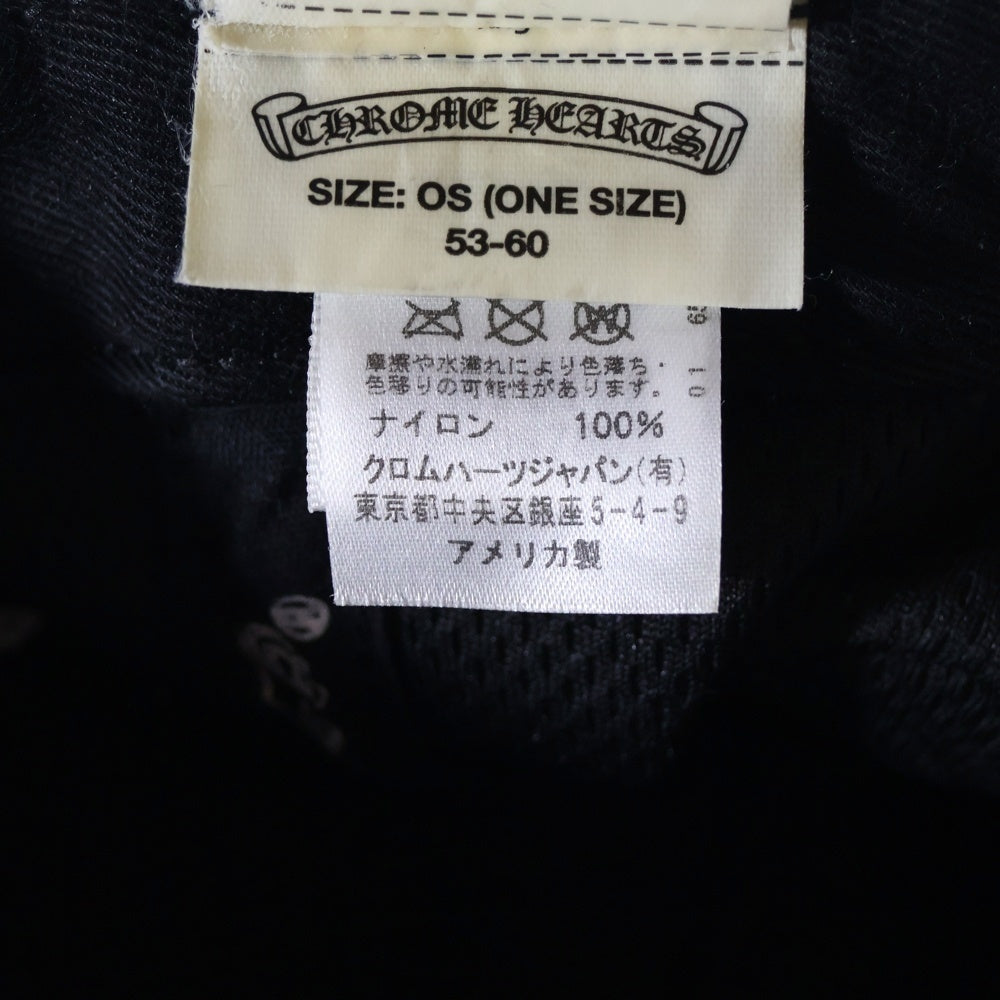 CHROME HEARTS
SIZE: OS (ONE SIZE)
53-60
摩擦や水濡れにより色落ち・
色移りの可能性があります。
ナイロン 100%
クロムハーツジャパン(有)
東京都中央区銀座5-4-9
アメリカ製
01